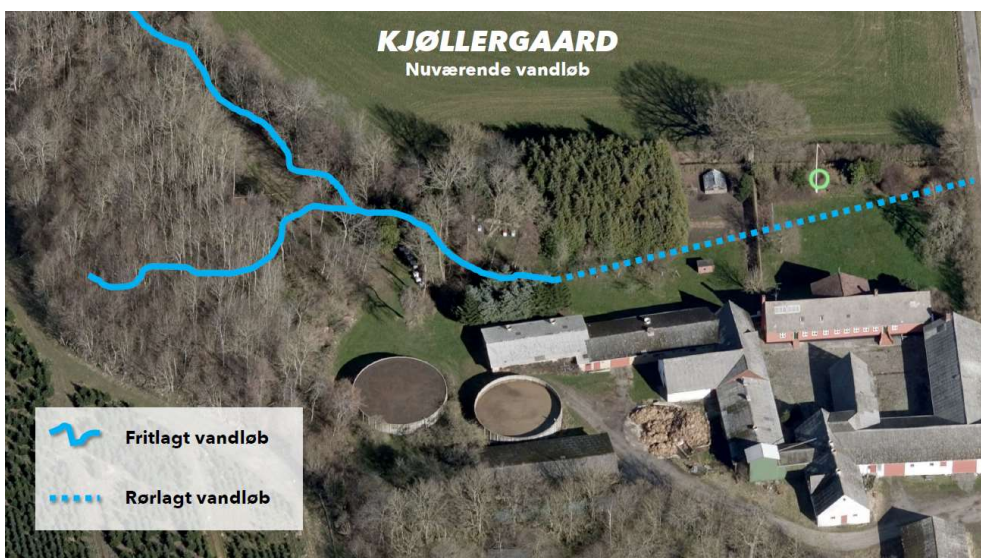 KJØLLERGAARD
Nuværende vandløb
Fritlagt vandløb
Rørlagt vandløb